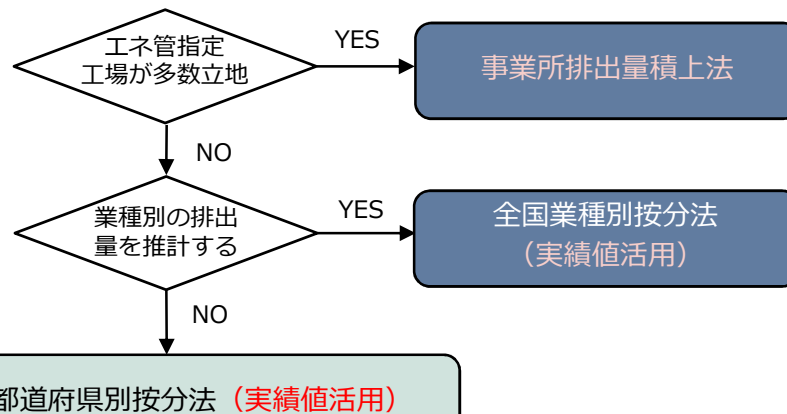 エネ管指定
工場が多数立地
YES
事業所排出量積上法
NO
業種別の排出
量を推計する
YES
全国業種別按分法
（実績値活用）
NO
都道府県別按分法（実績値活用）